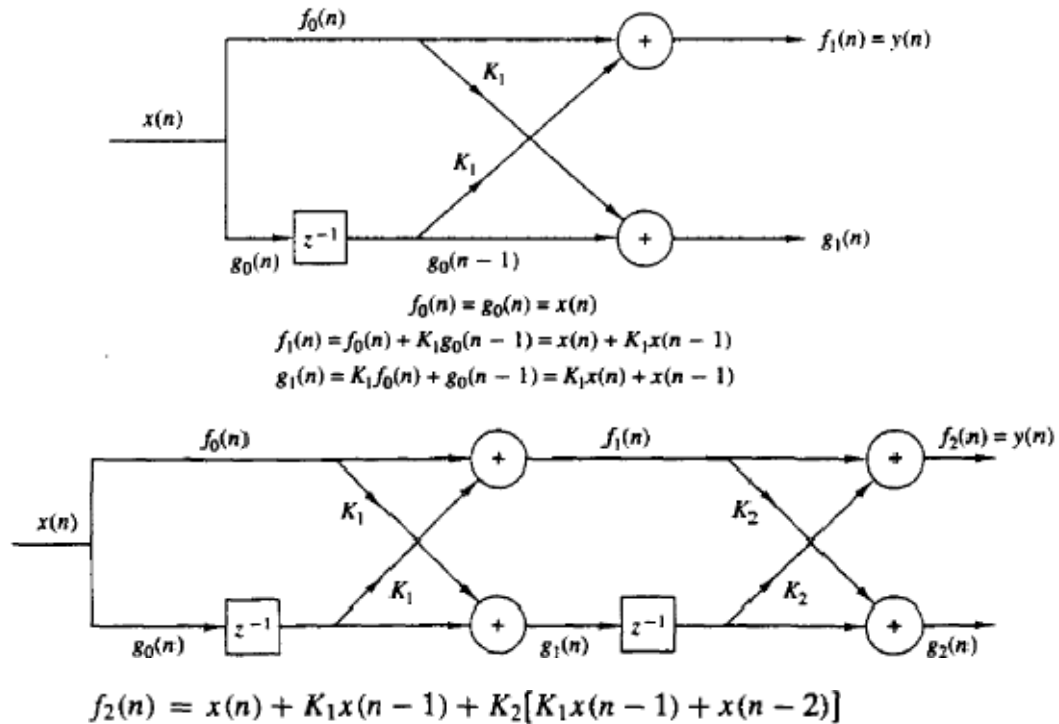 f₀(n)
f₁(n) = y(n)
K₁
x(n)
K₁
z⁻¹
g₀(n)
g₀(n − 1)
g₁(n)
f₀(n) = g₀(n) = x(n)
f₁(n) = f₀(n) + K₁g₀(n − 1) = x(n) + K₁x(n − 1)
g₁(n) = K₁f₀(n) + g₀(n − 1) = K₁x(n) + x(n − 1)
f₀(n)
f₁(n)
f₂(n) = y(n)
K₁
K₂
x(n)
K₁
K₂
z⁻¹
z⁻¹
g₀(n)
g₁(n)
g₂(n)
f₂(n) = x(n) + K₁x(n − 1) + K₂[K₁x(n − 1) + x(n − 2)]